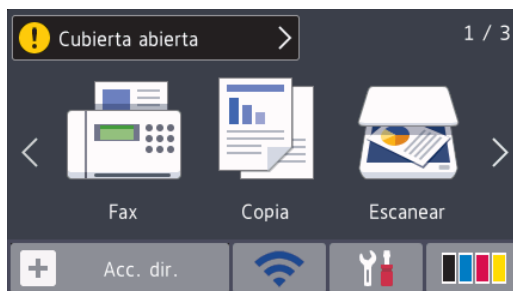 Cubierta abierta
1 / 3
Fax
Copia
Escanear
Acc. dir.